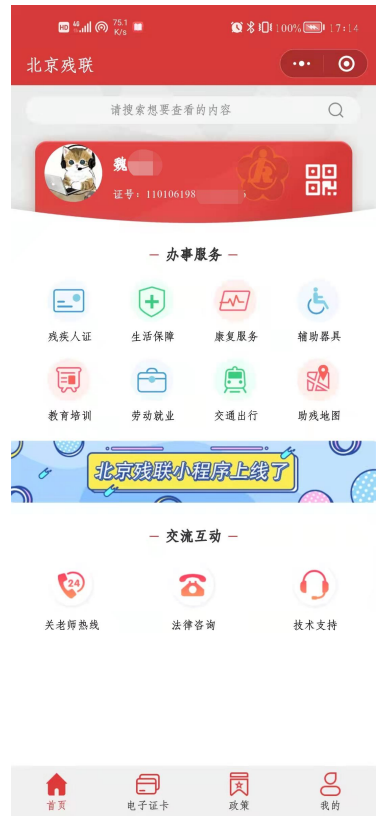 HD 4G 75.1 K/s 100% 17:14
北京残联
请搜索想要查看的内容
魏
证号：110106198
办事服务
残疾人证 生活保障 康复服务 辅助器具
教育培训 劳动就业 交通出行 助残地图
北京残联小程序上线了
交流互动
24
关老师热线 法律咨询 技术支持
首页 电子证卡 政策 我的